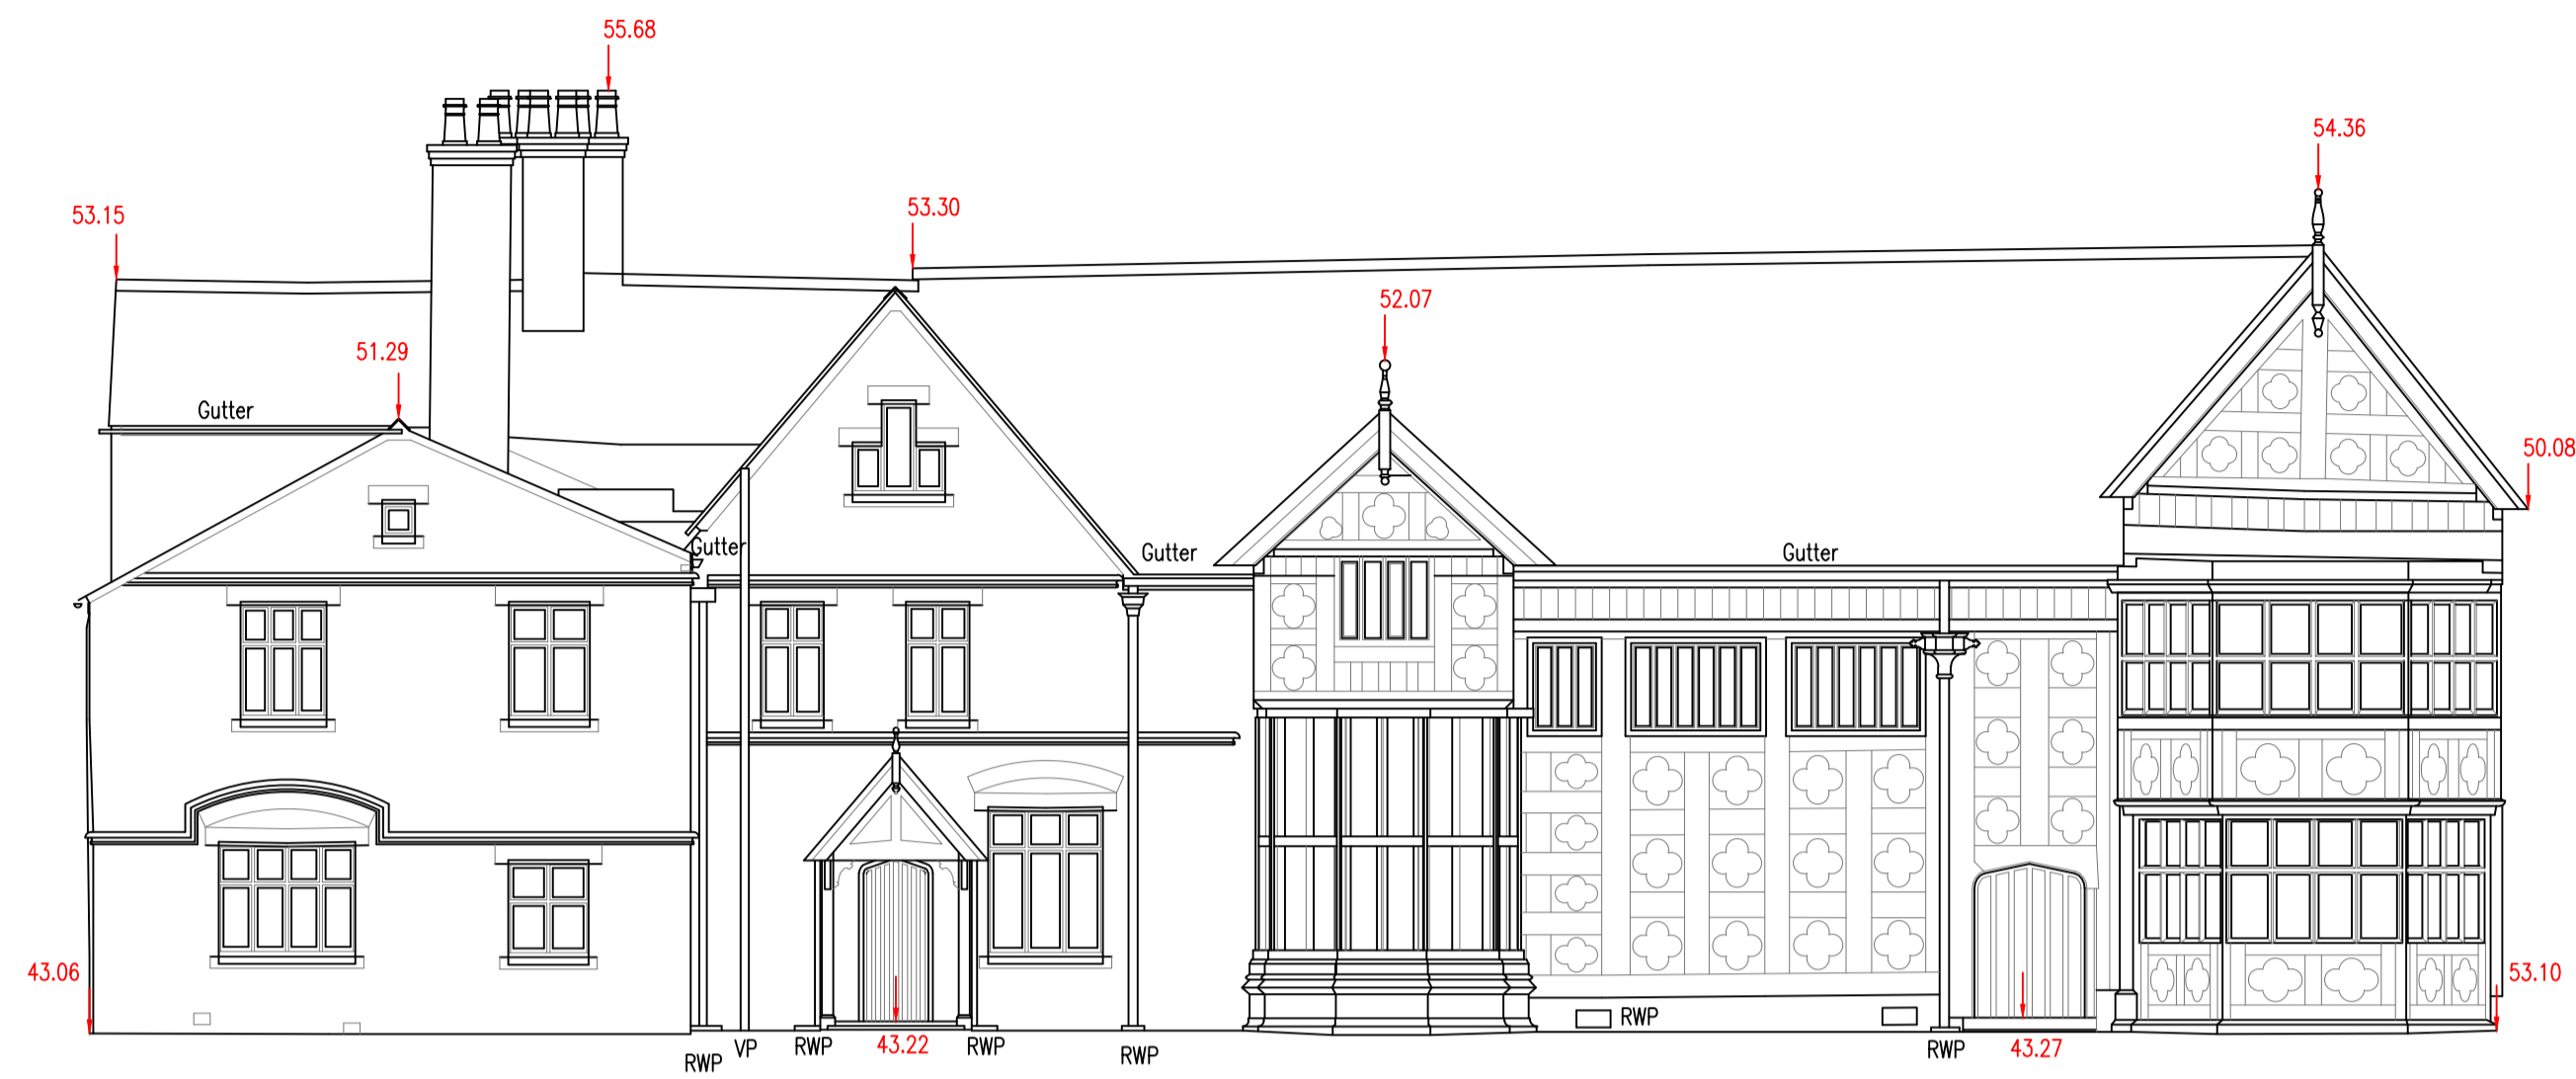 55.68
54.36
53.15
53.30
52.07
51.29
Gutter
50.08
Gutter
Gutter
Gutter
43.06
53.10
RWP
RWP
VP
RWP
43.22
RWP
RWP
RWP
43.27